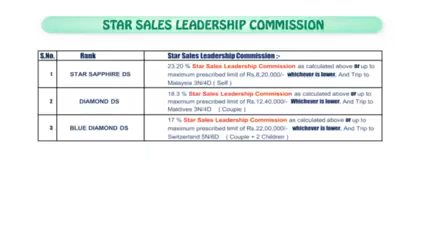 STAR SALES LEADERSHIP COMMISSION
S.No. Rank Star Sales Leadership Commission :-
23.20 % Star Sales Leadership Commission as calculated above or up to
1 STAR SAPPHIRE DS maximum prescribed limit of Rs.8,20,000/- whichever is lower. And Trip to
Malaysia 3N/4D ( Self )
18.3 % Star Sales Leadership Commission as calculated above or up to
2 DIAMOND DS maximum prescribed limit of Rs.12,40,000/- Whichever is lower. And Trip to
Maldives 3N/4D ( Couple )
17 % Star Sales Leadership Commission as calculated above or up to
3 BLUE DIAMOND DS maximum prescribed limit of Rs.22,00,000/- whichever is lower. And Trip to
Switzerland 5N/6D ( Couple + 2 Children )